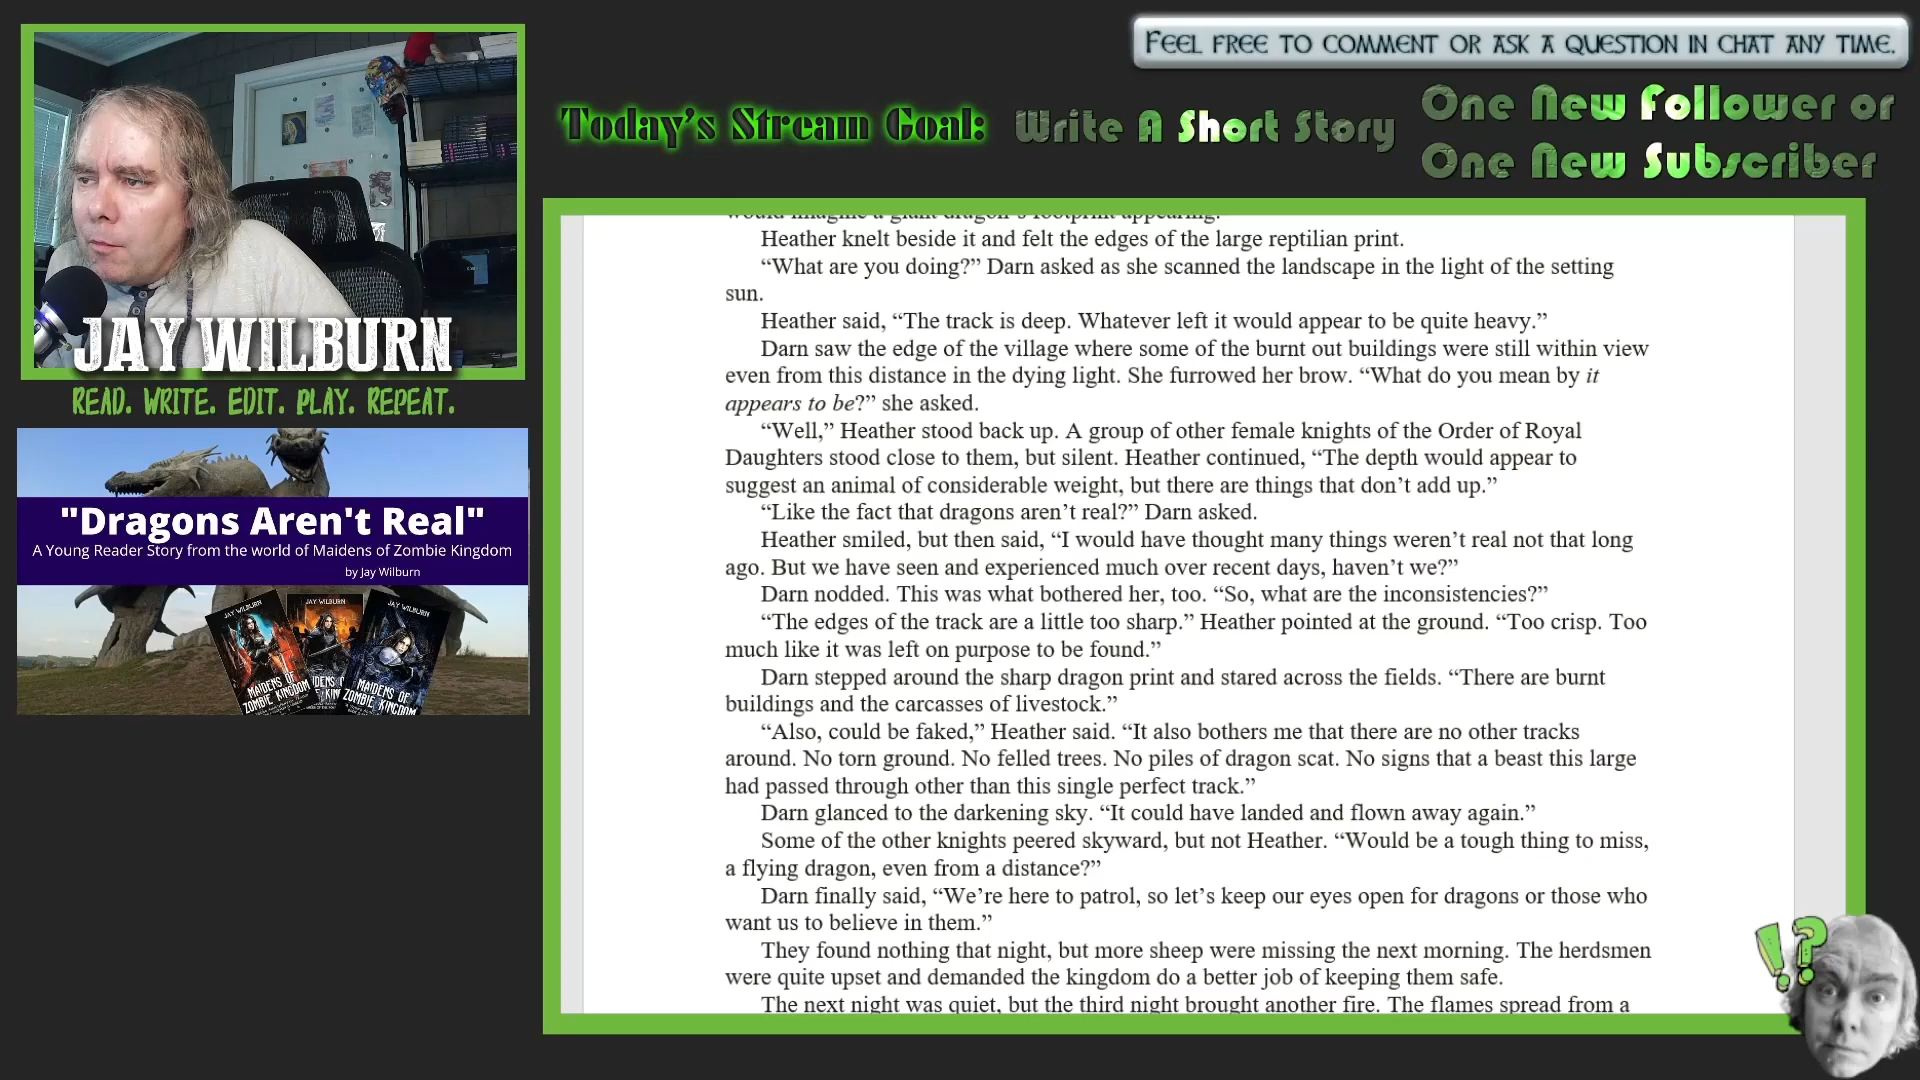 FEEL FREE TO COMMENT OR ASK A QUESTION IN CHAT ANY TIME.
Today's Stream Goal:
Write A Short Story
One New Follower or
One New Subscriber
JAY WILBURN
READ. WRITE. EDIT. PLAY. REPEAT.
"Dragons Aren't Real"
A Young Reader Story from the world of Maidens of Zombie Kingdom
by Jay Wilburn
JAY WILBURN
MAIDENS OF
ZOMBIE KINGDOM
JAY WILBURN
JAY WILBURN
MAIDENS OF
ZOMBIE KINGDOM
would imagine a giant dragon's footprint appearing.
Heather knelt beside it and felt the edges of the large reptilian print.
“What are you doing?” Darn asked as she scanned the landscape in the light of the setting
sun.
Heather said, “The track is deep. Whatever left it would appear to be quite heavy.”
Darn saw the edge of the village where some of the burnt out buildings were still within view
even from this distance in the dying light. She furrowed her brow. “What do you mean by it
appears to be?” she asked.
“Well,” Heather stood back up. A group of other female knights of the Order of Royal
Daughters stood close to them, but silent. Heather continued, “The depth would appear to
suggest an animal of considerable weight, but there are things that don’t add up.”
“Like the fact that dragons aren’t real?” Darn asked.
Heather smiled, but then said, “I would have thought many things weren’t real not that long
ago. But we have seen and experienced much over recent days, haven’t we?”
Darn nodded. This was what bothered her, too. “So, what are the inconsistencies?”
“The edges of the track are a little too sharp.” Heather pointed at the ground. “Too crisp. Too
much like it was left on purpose to be found.”
Darn stepped around the sharp dragon print and stared across the fields. “There are burnt
buildings and the carcasses of livestock.”
“Also, could be faked,” Heather said. “It also bothers me that there are no other tracks
around. No torn ground. No felled trees. No piles of dragon scat. No signs that a beast this large
had passed through other than this single perfect track.”
Darn glanced to the darkening sky. “It could have landed and flown away again.”
Some of the other knights peered skyward, but not Heather. “Would be a tough thing to miss,
a flying dragon, even from a distance?”
Darn finally said, “We’re here to patrol, so let’s keep our eyes open for dragons or those who
want us to believe in them.”
They found nothing that night, but more sheep were missing the next morning. The herdsmen
were quite upset and demanded the kingdom do a better job of keeping them safe.
The next night was quiet, but the third night brought another fire. The flames spread from a
!?